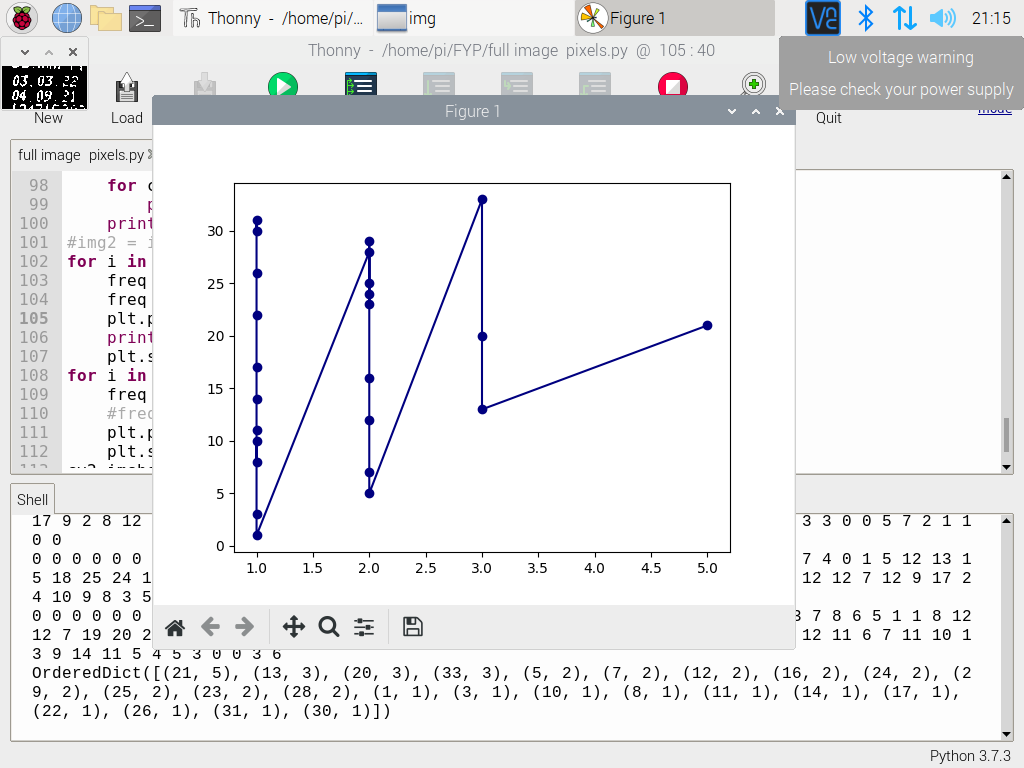 Thonny - /home/pi/...
img
Figure 1
21:15
Thonny - /home/pi/FYP/full image pixels.py @ 105 : 40
Low voltage warning
Please check your power supply
03.03.22
04.09.21
New
Load
Quit
mode
Figure 1
full image pixels.py
98 for
99
100 print
101 #img2 =
102 for i in
103 freq
104 freq
105 plt.
106 print
107 plt.s
108 for i in
109 freq
110 #freq
111 plt.
112 plt.s
30
25
20
15
10
5
0
1.0 1.5 2.0 2.5 3.0 3.5 4.0 4.5 5.0
Shell
17 9 2 8 12 3 3 0 0 5 7 2 1 1
0 0
0 0 0 0 0 0 7 4 0 1 5 12 13 1
5 18 25 24 1 12 12 7 12 9 17 2
4 10 9 8 3 5
0 0 0 0 0 0 3 7 8 6 5 1 1 8 12
12 7 19 20 2 12 11 6 7 11 10 1
3 9 14 11 5 4 5 3 0 0 3 6
OrderedDict([(21, 5), (13, 3), (20, 3), (33, 3), (5, 2), (7, 2), (12, 2), (16, 2), (24, 2), (2
9, 2), (25, 2), (23, 2), (28, 2), (1, 1), (3, 1), (10, 1), (8, 1), (11, 1), (14, 1), (17, 1),
(22, 1), (26, 1), (31, 1), (30, 1)])
Python 3.7.3